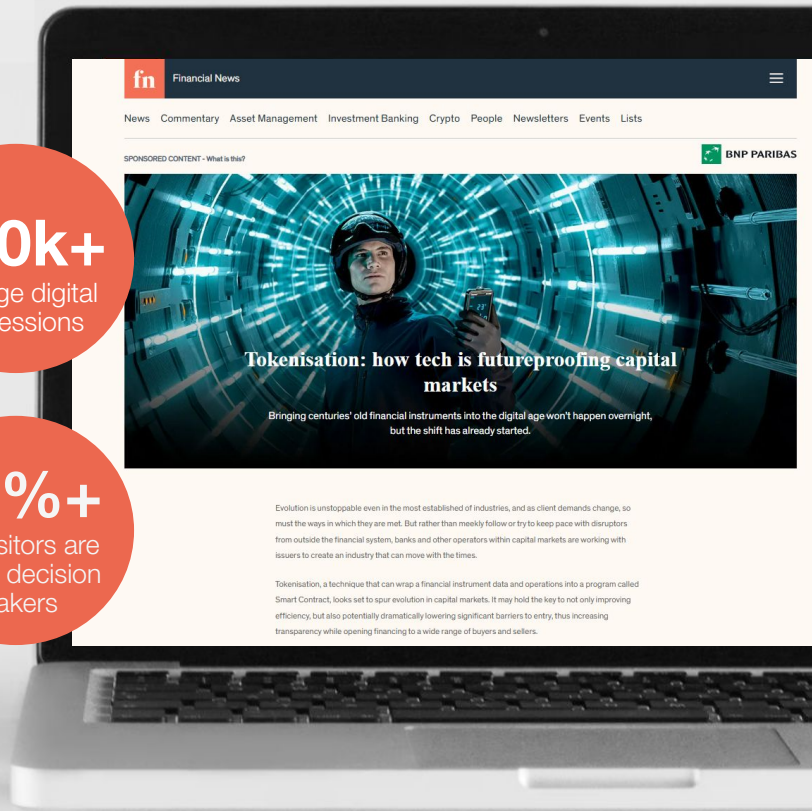 fn Financial News
News Commentary Asset Management Investment Banking Crypto People Newsletters Events Lists
SPONSORED CONTENT - What is this?
BNP PARIBAS
0k+
digital
%+
are
decision
Tokenisation: how tech is futureproofing capital
markets
Bringing centuries' old financial instruments into the digital age won't happen overnight,
but the shift has already started.
Evolution is unstoppable even in the most established of industries, and as client demands change, so
must the ways in which they are met. But rather than meekly follow or try to keep pace with disruptors
from outside the financial system, banks and other operators within capital markets are working with
issuers to create an industry that can move with the times.
Tokenisation, a technique that can wrap a financial instrument data and operations into a program called
Smart Contract, looks set to spur evolution in capital markets. It may hold the key to not only improving
efficiency, but also potentially dramatically lowering significant barriers to entry, thus increasing
transparency while opening financing to a wide range of buyers and sellers.